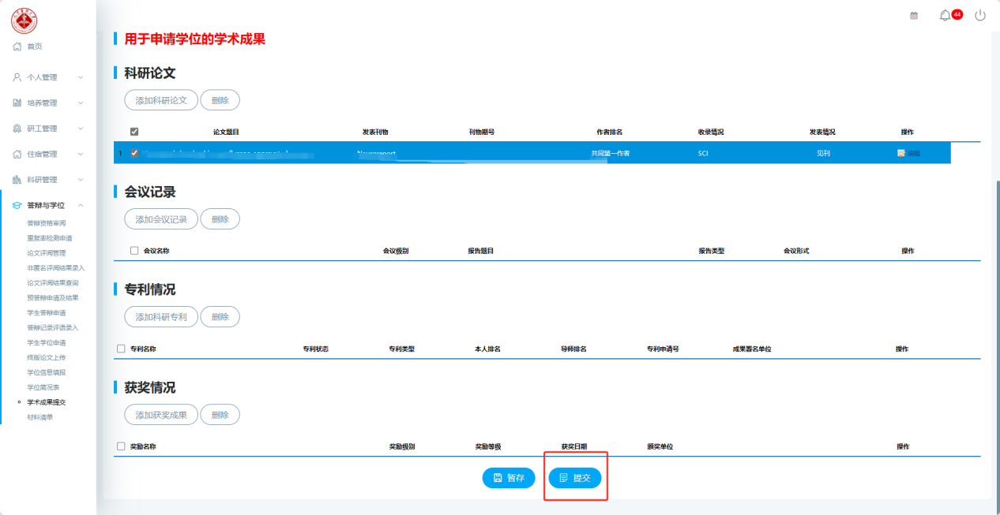 44
首页
个人管理
培养管理
研工管理
住宿管理
科研管理
答辩与学位
答辩资格审阅
重复率检测申请
论文评阅管理
非匿名评阅结果录入
论文评阅结果查询
预答辩申请及结果
学生答辩申请
答辩记录评语录入
学生学位申请
终版论文上传
学位信息填报
学位简况表
学术成果提交
材料清单
用于申请学位的学术成果
科研论文
添加科研论文 删除
论文题目 发表刊物 刊物期号 作者排名 收录情况 发表情况 操作
1 Neuroreport 共同第一作者 SCI 见刊 编辑
会议记录
添加会议记录 删除
会议名称 会议级别 报告题目 报告类型 会议形式 操作
专利情况
添加科研专利 删除
专利名称 专利状态 专利类型 本人排名 导师排名 专利申请号 成果署名单位 操作
获奖情况
添加获奖成果 删除
奖励名称 奖励级别 奖励等级 获奖日期 颁奖单位 操作
暂存 提交